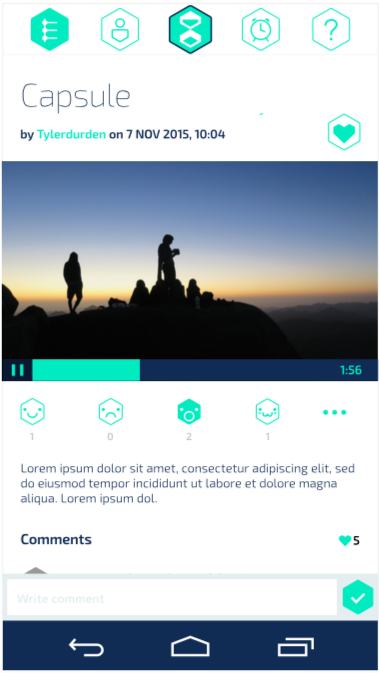 ?
Capsule
by Tylerdurden on 7 NOV 2015, 10:04
1:56
1 0 2 1
Lorem ipsum dolor sit amet, consectetur adipiscing elit, sed
do eiusmod tempor incididunt ut labore et dolore magna
aliqua. Lorem ipsum dol.
Comments 5
Write comment